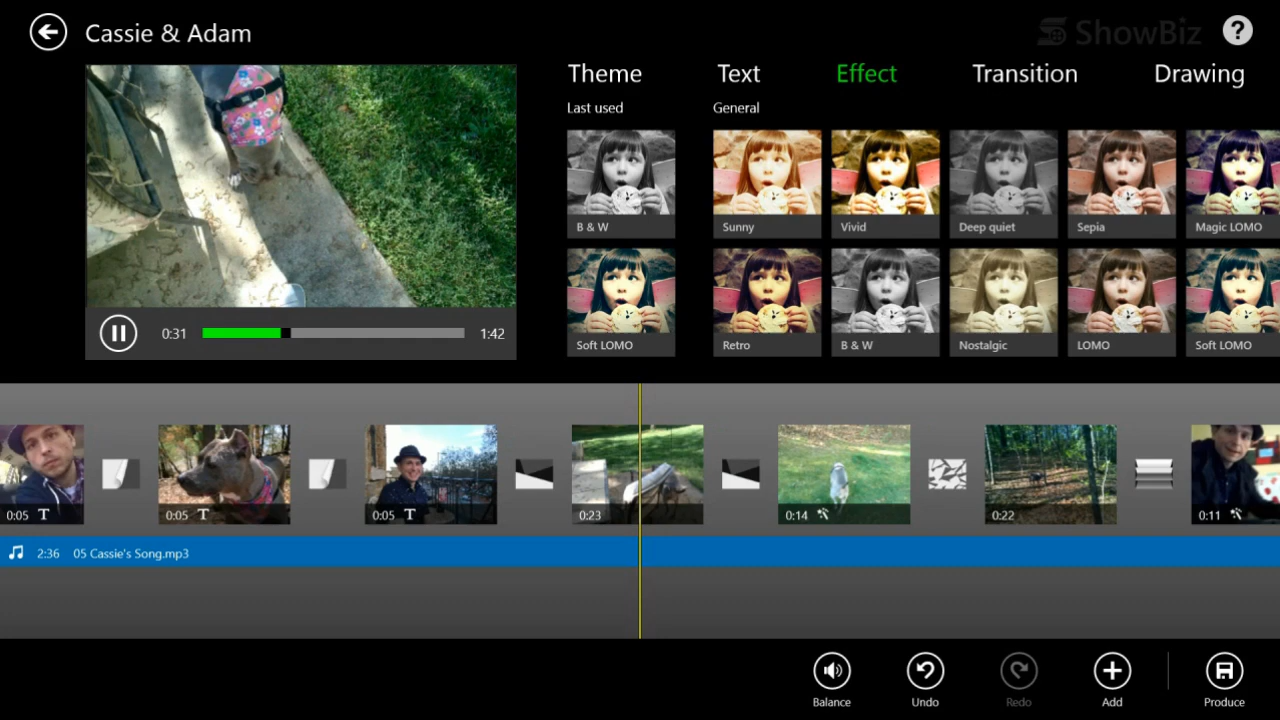 Cassie & Adam
ShowBiz
?
Theme Text Effect Transition Drawing
Last used General
B & W Sunny Vivid Deep quiet Sepia Magic LOMO
Soft LOMO Retro B & W Nostalgic LOMO Soft LOMO
0:31 1:42
0:05 T 0:05 T 0:05 T 0:23 0:14 0:22 0:11
2:36 05 Cassie's Song.mp3
Balance Undo Redo Add Produce